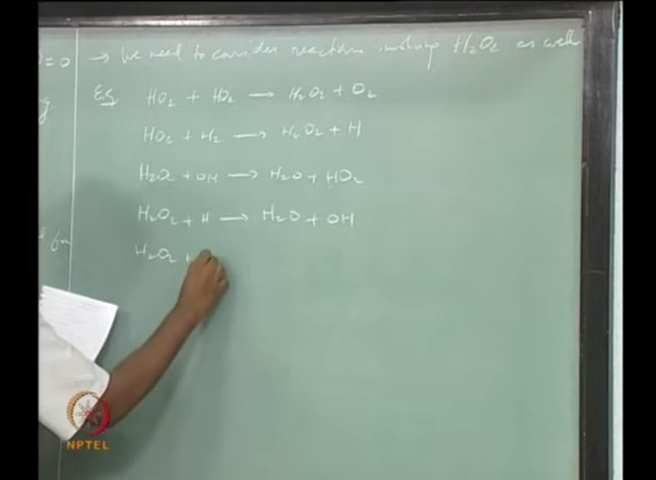 =0 → We need to consider reactions involving H₂O₂ as well
Eg. HO₂ + HO₂ → H₂O₂ + O₂
HO₂ + H₂ → H₂O₂ + H
H₂O₂ + OH → H₂O + HO₂
H₂O₂ + H → H₂O + OH
H₂O₂ +
NPTEL